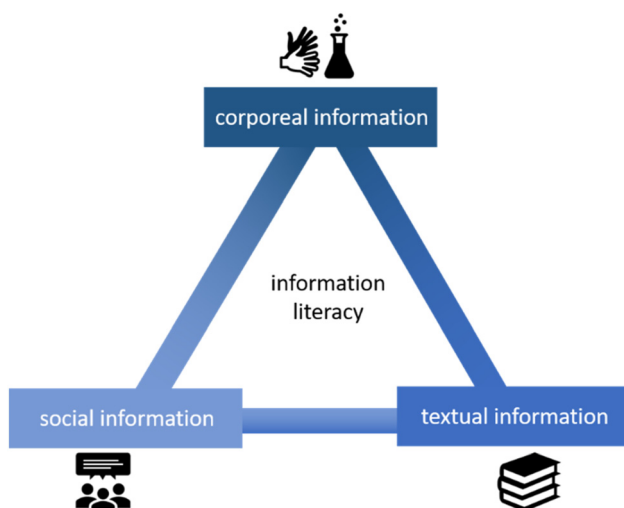 corporeal information
information
literacy
social information
textual information